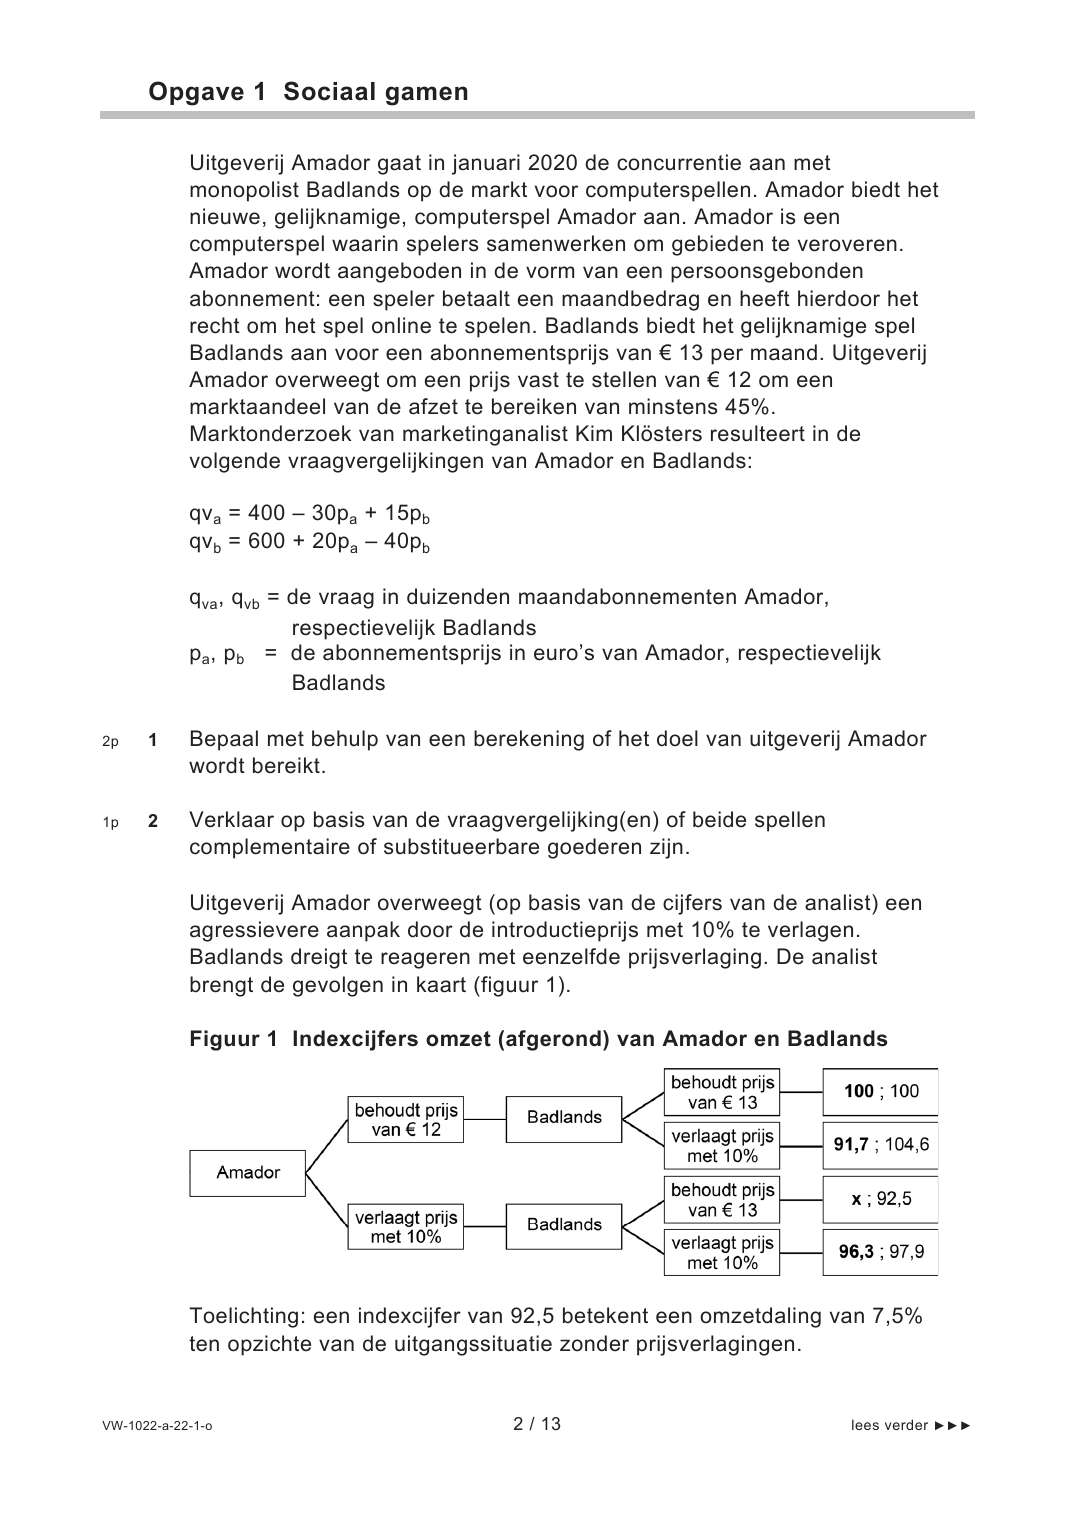 Opgave 1 Sociaal gamen
Uitgeverij Amador gaat in januari 2020 de concurrentie aan met
monopolist Badlands op de markt voor computerspellen. Amador biedt het
nieuwe, gelijknamige, computerspel Amador aan. Amador is een
computerspel waarin spelers samenwerken om gebieden te veroveren.
Amador wordt aangeboden in de vorm van een persoonsgebonden
abonnement: een speler betaalt een maandbedrag en heeft hierdoor het
recht om het spel online te spelen. Badlands biedt het gelijknamige spel
Badlands aan voor een abonnementsprijs van € 13 per maand. Uitgeverij
Amador overweegt om een prijs vast te stellen van € 12 om een
marktaandeel van de afzet te bereiken van minstens 45%.
Marktonderzoek van marketinganalist Kim Klösters resulteert in de
volgende vraagvergelijkingen van Amador en Badlands:
qva = 400 – 30pa + 15pb
qvb = 600 + 20pa – 40pb
qva, qvb = de vraag in duizenden maandabonnementen Amador,
respectievelijk Badlands
pa, pb = de abonnementsprijs in euro’s van Amador, respectievelijk
Badlands
2p 1 Bepaal met behulp van een berekening of het doel van uitgeverij Amador
wordt bereikt.
1p 2 Verklaar op basis van de vraagvergelijking(en) of beide spellen
complementaire of substitueerbare goederen zijn.
Uitgeverij Amador overweegt (op basis van de cijfers van de analist) een
agressievere aanpak door de introductieprijs met 10% te verlagen.
Badlands dreigt te reageren met eenzelfde prijsverlaging. De analist
brengt de gevolgen in kaart (figuur 1).
Figuur 1 Indexcijfers omzet (afgerond) van Amador en Badlands
Amador
behoudt prijs
van € 12
Badlands
behoudt prijs
van € 13
100 ; 100
verlaagt prijs
met 10%
91,7 ; 104,6
verlaagt prijs
met 10%
Badlands
behoudt prijs
van € 13
x ; 92,5
verlaagt prijs
met 10%
96,3 ; 97,9
Toelichting: een indexcijfer van 92,5 betekent een omzetdaling van 7,5%
ten opzichte van de uitgangssituatie zonder prijsverlagingen.
VW-1022-a-22-1-o 2 / 13 lees verder ►►►